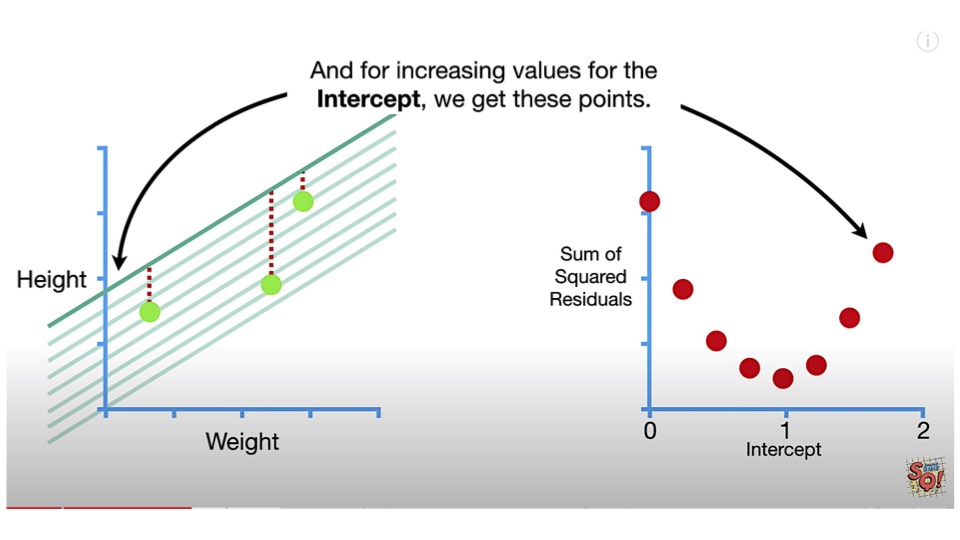 And for increasing values for the
Intercept, we get these points.
Height
Weight
Sum of
Squared
Residuals
0
1
2
Intercept
SQ!